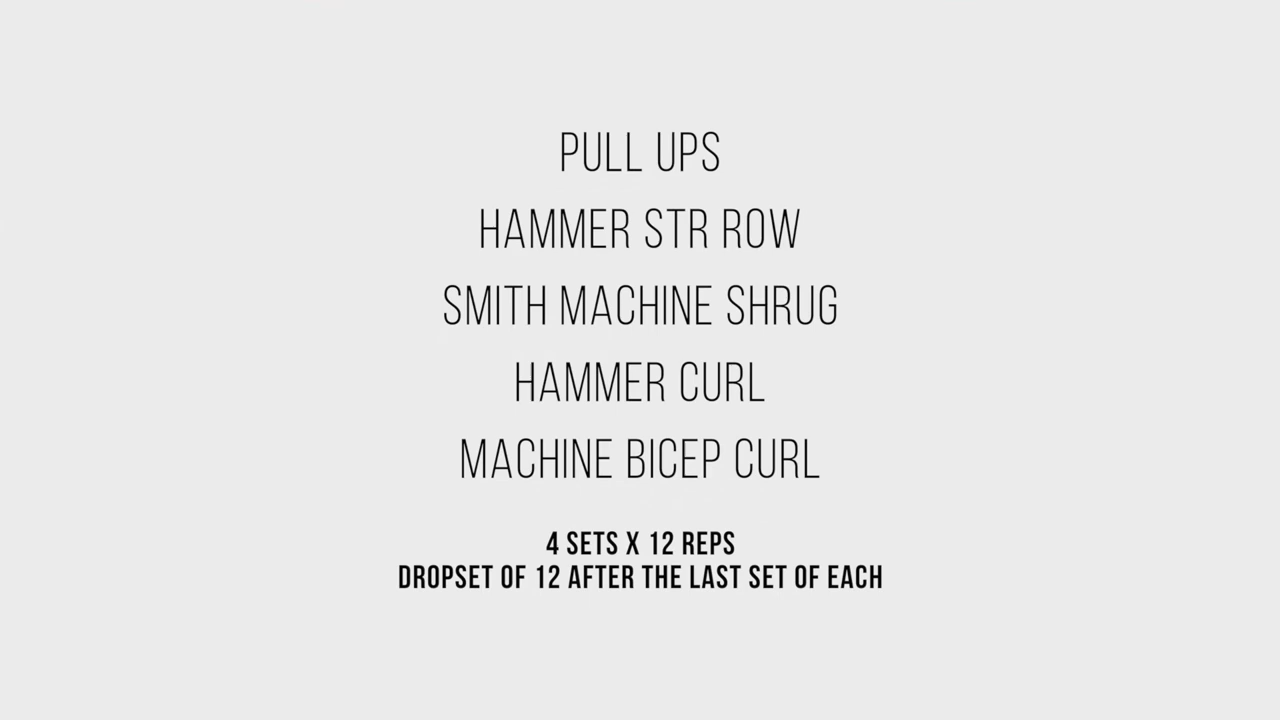 PULL UPS
HAMMER STR ROW
SMITH MACHINE SHRUG
HAMMER CURL
MACHINE BICEP CURL
4 SETS X 12 REPS
DROPSET OF 12 AFTER THE LAST SET OF EACH